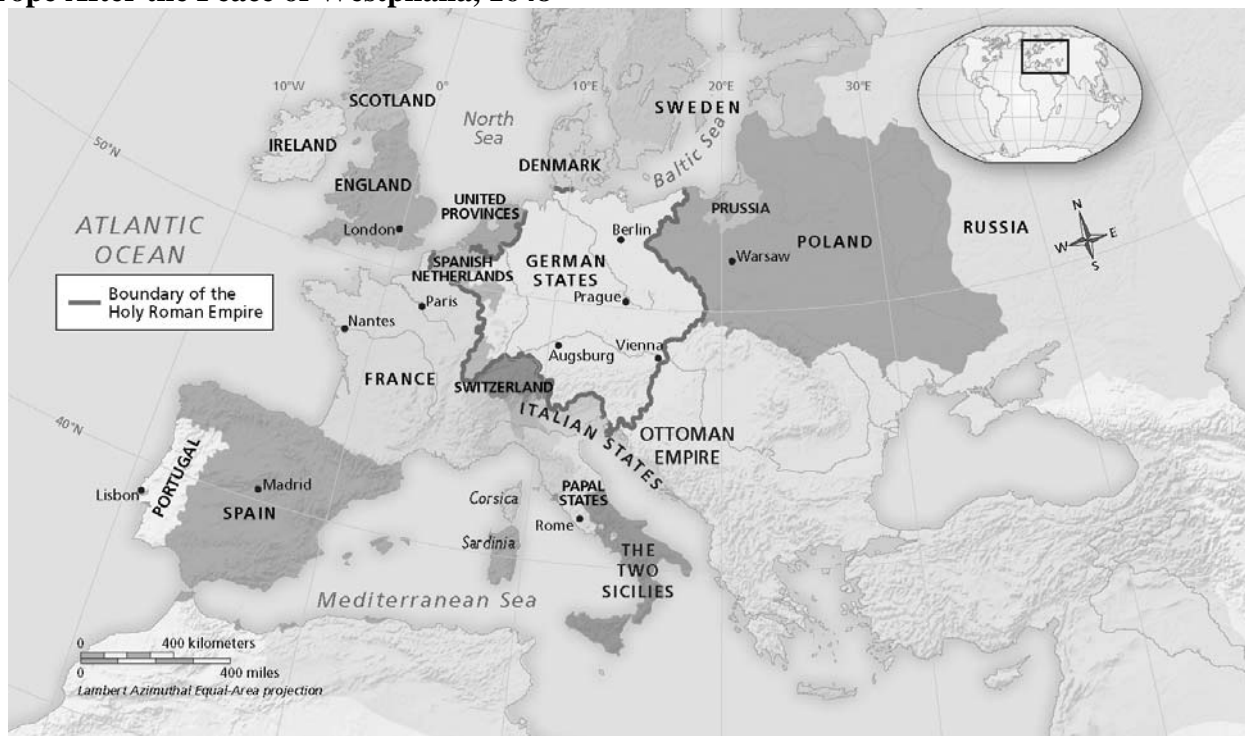 rope After the Peace of Westphalia, 1648
10°W
0°
10°E
20°E
30°E
50°N
40°N
SCOTLAND
North
Sea
SWEDEN
IRELAND
DENMARK
Baltic Sea
ENGLAND
UNITED
PROVINCES
PRUSSIA
RUSSIA
N
W
E
S
ATLANTIC
OCEAN
London
Berlin
POLAND
Warsaw
SPANISH
NETHERLANDS
GERMAN
STATES
Boundary of the
Holy Roman Empire
Paris
Prague
Nantes
Augsburg
Vienna
FRANCE
SWITZERLAND
ITALIAN STATES
OTTOMAN
EMPIRE
PORTUGAL
Lisbon
Madrid
SPAIN
Corsica
PAPAL
STATES
Rome
Sardinia
THE
TWO
SICILIES
Mediterranean Sea
0 400 kilometers
0 400 miles
Lambert Azimuthal Equal-Area projection